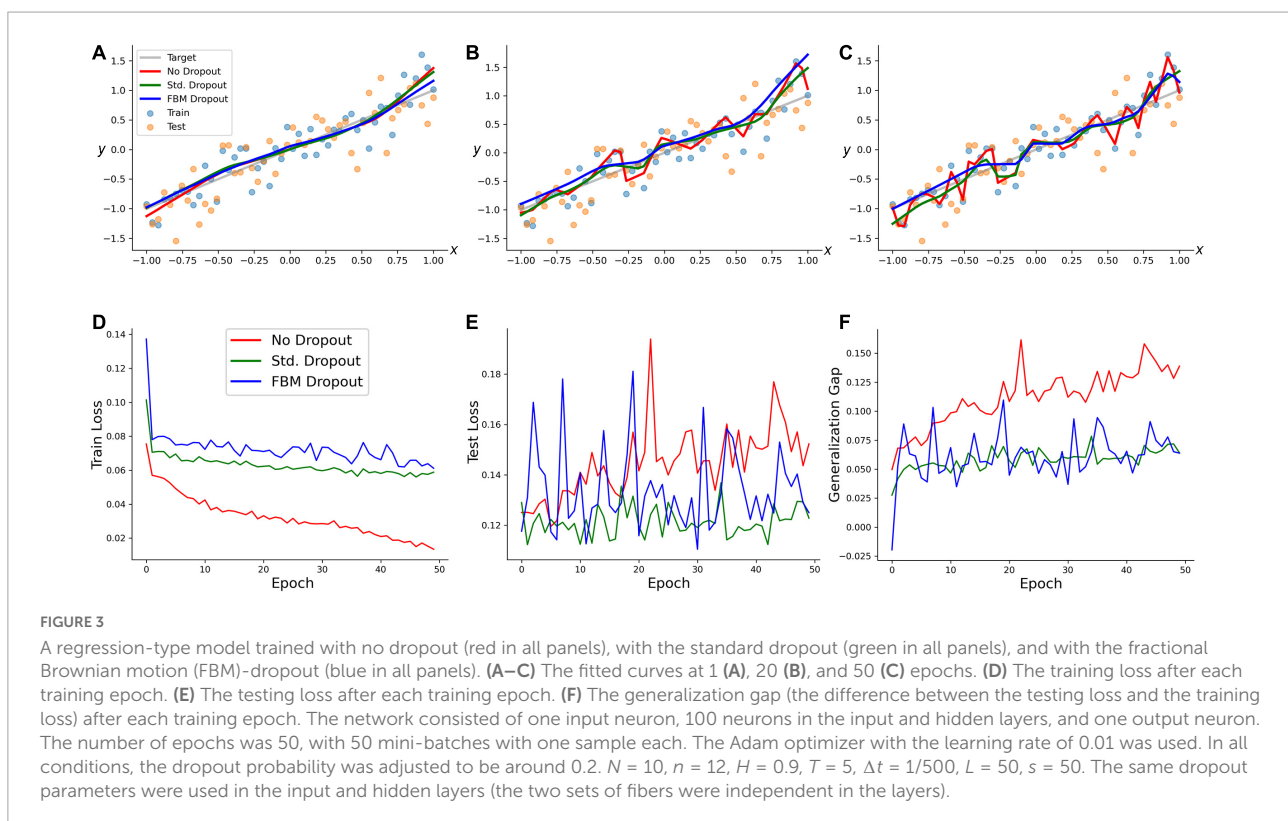 A
Target
No Dropout
Std. Dropout
FBM Dropout
Train
Test
1.5
1.0
0.5
y
0.0
−0.5
−1.0
−1.5
−1.00 −0.75 −0.50 −0.25 0.00 0.25 0.50 0.75 1.00
x
B
1.5
1.0
0.5
y
0.0
−0.5
−1.0
−1.5
−1.00 −0.75 −0.50 −0.25 0.00 0.25 0.50 0.75 1.00
x
C
1.5
1.0
0.5
y
0.0
−0.5
−1.0
−1.5
−1.00 −0.75 −0.50 −0.25 0.00 0.25 0.50 0.75 1.00
x
D
No Dropout
Std. Dropout
FBM Dropout
0.14
0.12
0.10
0.08
0.06
0.04
0.02
Train Loss
0 10 20 30 40 50
Epoch
E
0.18
0.16
0.14
0.12
Test Loss
0 10 20 30 40 50
Epoch
F
0.150
0.125
0.100
0.075
0.050
0.025
0.000
−0.025
Generalization Gap
0 10 20 30 40 50
Epoch
FIGURE 3
A regression-type model trained with no dropout (red in all panels), with the standard dropout (green in all panels), and with the fractional
Brownian motion (FBM)-dropout (blue in all panels). (A–C) The fitted curves at 1 (A), 20 (B), and 50 (C) epochs. (D) The training loss after each
training epoch. (E) The testing loss after each training epoch. (F) The generalization gap (the difference between the testing loss and the training
loss) after each training epoch. The network consisted of one input neuron, 100 neurons in the input and hidden layers, and one output neuron.
The number of epochs was 50, with 50 mini-batches with one sample each. The Adam optimizer with the learning rate of 0.01 was used. In all
conditions, the dropout probability was adjusted to be around 0.2. N = 10, n = 12, H = 0.9, T = 5, Δt = 1/500, L = 50, s = 50. The same dropout
parameters were used in the input and hidden layers (the two sets of fibers were independent in the layers).